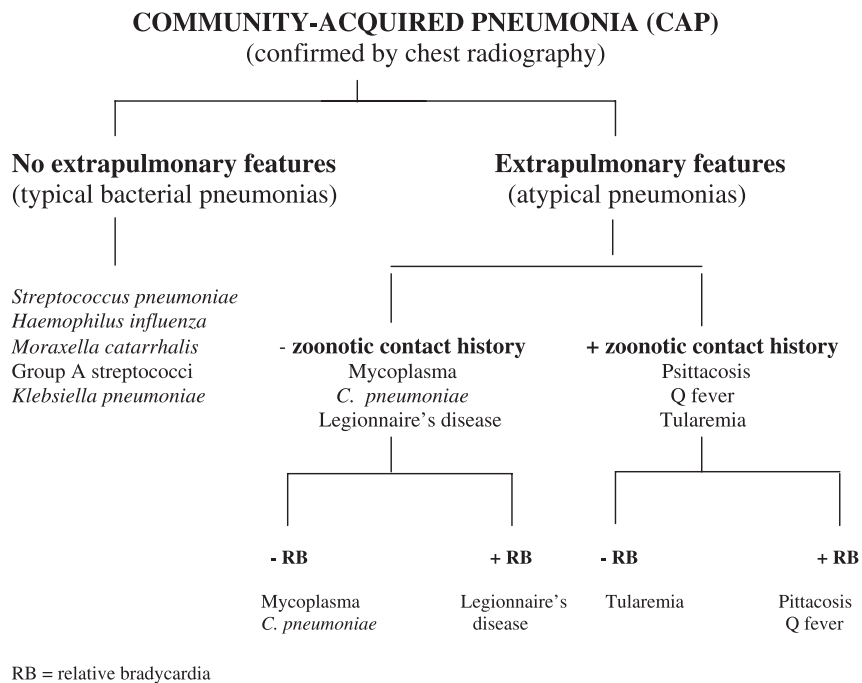 COMMUNITY-ACQUIRED PNEUMONIA (CAP)
(confirmed by chest radiography)
No extrapulmonary features
(typical bacterial pneumonias)
Extrapulmonary features
(atypical pneumonias)
Streptococcus pneumoniae
Haemophilus influenza
Moraxella catarrhalis
Group A streptococci
Klebsiella pneumoniae
- zoonotic contact history
Mycoplasma
C. pneumoniae
Legionnaire's disease
+ zoonotic contact history
Psittacosis
Q fever
Tularemia
- RB
Mycoplasma
C. pneumoniae
+ RB
Legionnaire's
disease
- RB
Tularemia
+ RB
Pittacosis
Q fever
RB = relative bradycardia